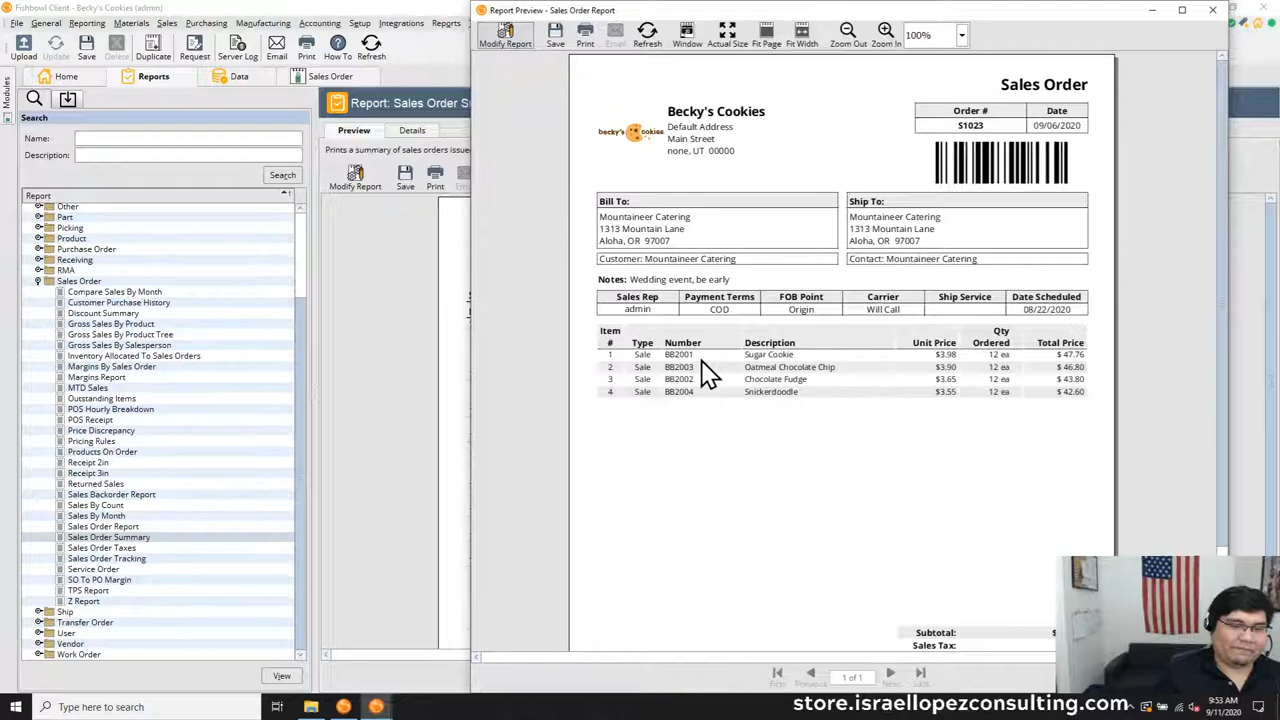 Fishbowl Client - Becky's Cookies (admin)
File General Reports Materials Sales Purchasing Manufacturing Accounting Setup Integrations Reports
Upload Update Save Delete Duplicate Request Server Log Email Print How To Refresh
Home Reports Data Sales Order
Modules
Search
Name:
Description:
Search
Report
Other
Part
Picking
Product
Purchase Order
Receiving
RMA
Sales Order
Compare Sales By Month
Customer Purchase History
Discount Summary
Gross Sales By Product
Gross Sales By Product Tree
Gross Sales By Salesperson
Inventory Allocated To Sales Orders
Margins By Sales Order
Margins Report
MTD Sales
Outstanding Items
POS Hourly Breakdown
POS Receipt
Price Discrepancy
Pricing Rules
Products On Order
Receipt 2in
Receipt 3in
Returned Sales
Sales Backorder Report
Sales By Count
Sales By Month
Sales Order Report
Sales Order Summary
Sales Order Taxes
Sales Order Tracking
Service Order
SO To PO Margin
TPS Report
Z Report
Ship
Transfer Order
User
Vendor
Work Order
View
Report: Sales Order S
Preview Details
Prints a summary of sales orders issued
Modify Report Save Print
Report Preview - Sales Order Report
Modify Report Save Print Email Refresh Window Actual Size Fit Page Fit Width Zoom Out Zoom In 100%
Sales Order
Becky's Cookies
Default Address
Main Street
none, UT 00000
becky's cookies
Order # Date
S1023 09/06/2020
Bill To:
Mountaineer Catering
1313 Mountain Lane
Aloha, OR 97007
Customer: Mountaineer Catering
Ship To:
Mountaineer Catering
1313 Mountain Lane
Aloha, OR 97007
Contact: Mountaineer Catering
Notes: Wedding event, be early
Sales Rep Payment Terms FOB Point Carrier Ship Service Date Scheduled
admin COD Origin Will Call 08/22/2020
Item # Type Number Description Unit Price Qty Ordered Total Price
1 Sale BB2001 Sugar Cookie $3.98 12 ea $ 47.76
2 Sale BB2003 Oatmeal Chocolate Chip $3.90 12 ea $ 46.80
3 Sale BB2002 Chocolate Fudge $3.65 12 ea $ 43.80
4 Sale BB2004 Snickerdoodle $3.55 12 ea $ 42.60
Subtotal: $
Sales Tax:
First Previous 1 of 1 Next Last
Type here to search
store.israellopezconsulting.com
9:53 AM
9/11/2020